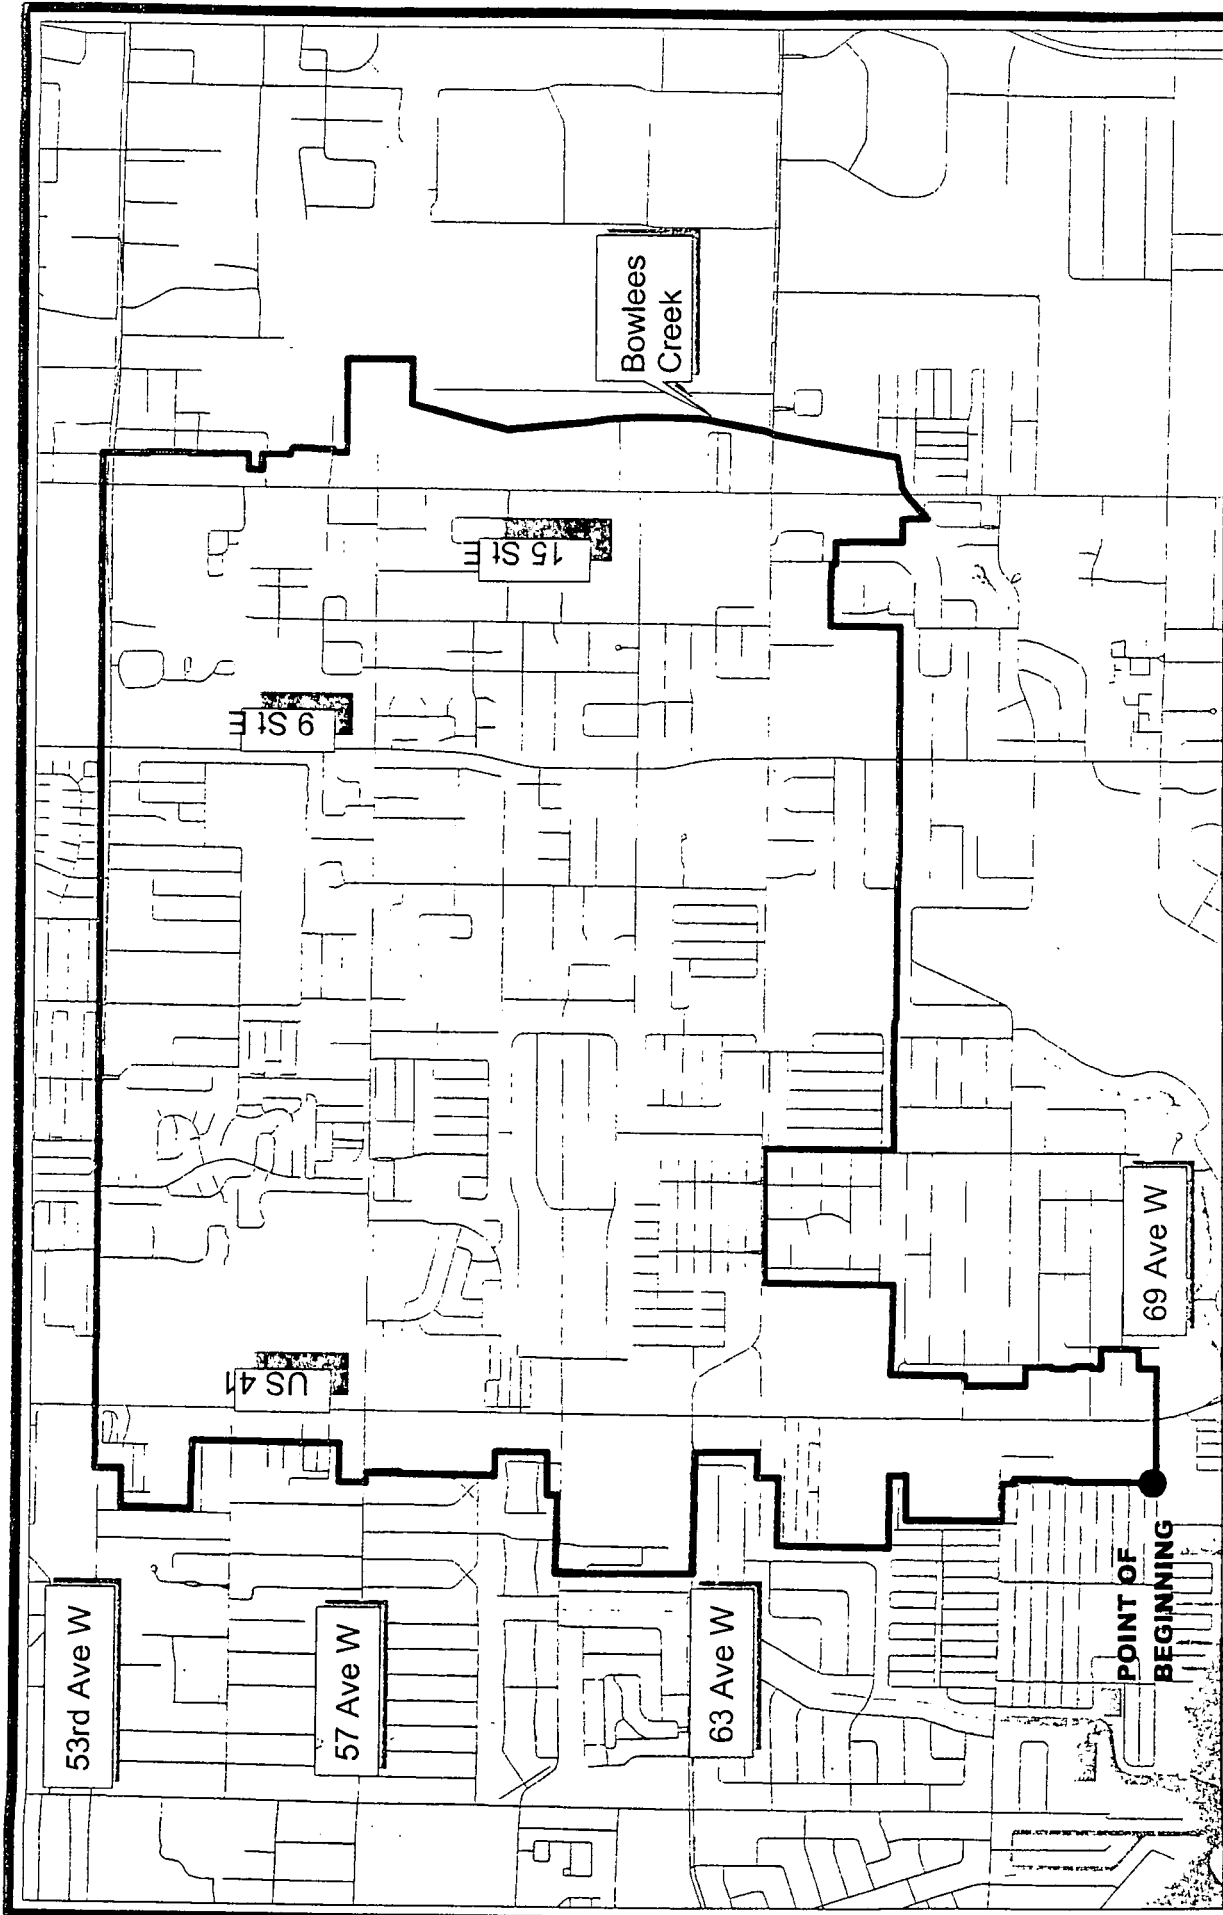 53rd Ave W
57 Ave W
63 Ave W
69 Ave W
US 41
9 St E
15 St E
Bowlees
Creek
POINT OF
BEGINNING